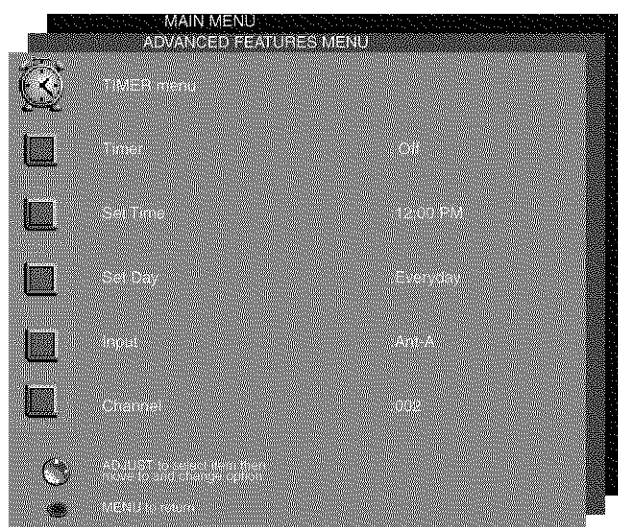 MAIN MENU
ADVANCED FEATURES MENU
TIMER menu
Timer Off
Set Time 12:00 PM
Set Day Everyday
Input Ant-A
Channel 002
ADJUST to select item then
move to and change option
MENU to return